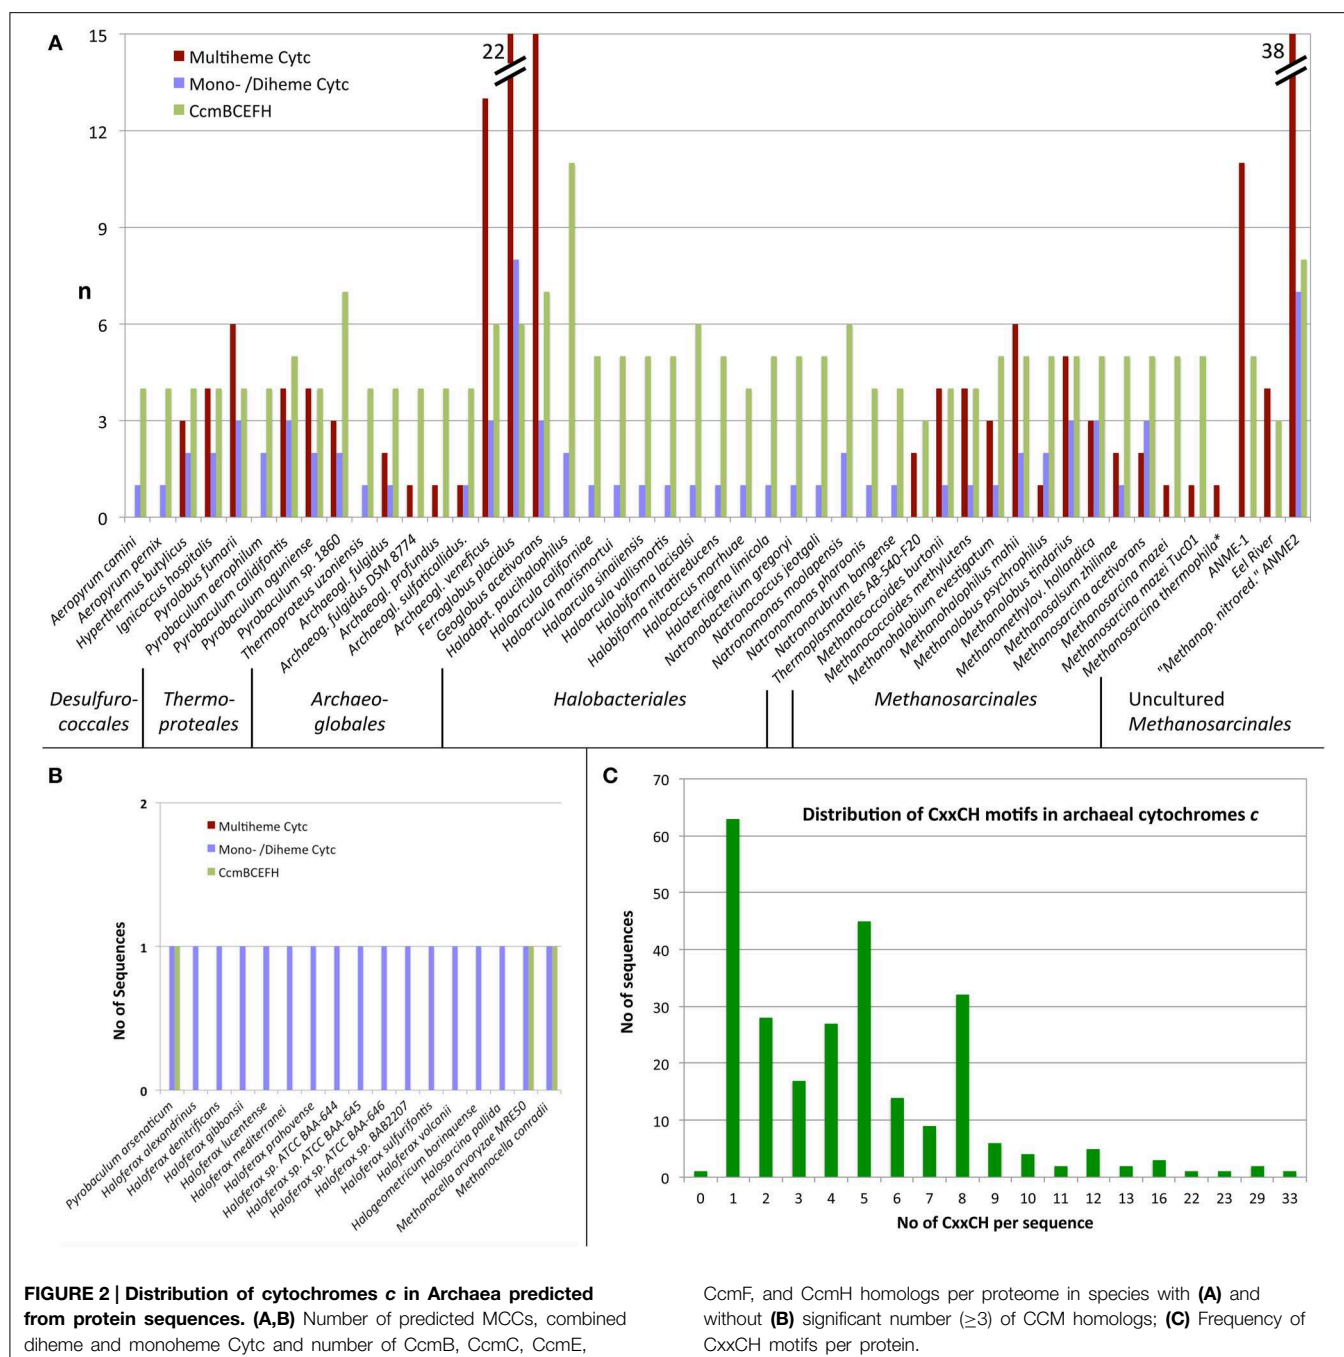 A
15
12
9
6
3
0
n
Multiheme Cytc
Mono- /Diheme Cytc
CcmBCEFH
22
38
Aeropyrum camini
Aeropyrum pernix
Hyperthermus butylicus
Ignicoccus hospitalis
Pyrolobus fumarii
Pyrobaculum aerophilum
Pyrobaculum calidifontis
Pyrobaculum oguniense
Pyrobaculum sp. 1860
Thermoproteus uzoniensis
Archaeogl. fulgidus
Archaeog. fulgidus DSM 8774
Archaeogl. profundus
Archaeogl. sulfaticallidus.
Archaeogl. veneficus
Ferroglobus placidus
Geoglobus acetivorans
Haladapt. paucihalophilus
Haloarcula californiae
Haloarcula marismortui
Haloarcula sinaiiensis
Haloarcula vallismortis
Halobiforma lacisalsi
Halobiforma nitratireducens
Halococcus morrhuae
Haloterrigena limicola
Natronobacterium gregoryi
Natronococcus jeotgali
Natronomonas moolapensis
Natronomonas pharaonis
Natronorubrum bangense
Thermoplasmatales AB-540-F20
Methanococcoides burtonii
Methanococcoides methylutens
Methanohalobium evestigatum
Methanohalophilus mahii
Methanolobus psychrophilus
Methanolobus tindarius
Methanomethylov. hollandica
Methanosalsum zhilinae
Methanosarcina acetivorans
Methanosarcina mazei
Methanosarcina mazei Tuc01
Methanosarcina thermophila*
ANME-1
Eel River
"Methanop. nitrored." ANME2
Desulfuro-
coccales
Thermo-
proteales
Archaeo-
globales
Halobacteriales
Methanosarcinales
Uncultured
Methanosarcinales
B
2
1
0
No of Sequences
Multiheme Cytc
Mono- /Diheme Cytc
CcmBCEFH
Pyrobaculum arsenaticum
Haloferax alexandrinus
Haloferax denitrificans
Haloferax gibbonsii
Haloferax lucentense
Haloferax mediterranei
Haloferax prahovense
Haloferax sp. ATCC BAA-644
Haloferax sp. ATCC BAA-645
Haloferax sp. ATCC BAA-646
Haloferax sp. BAB2207
Haloferax sulfurifontis
Haloferax volcanii
Halogeometricum borinquense
Halosarcina pallida
Methanocella arvoryzae MRE50
Methanocella conradii
C
Distribution of CxxCH motifs in archaeal cytochromes c
70
60
50
40
30
20
10
0
No of sequences
0 1 2 3 4 5 6 7 8 9 10 11 12 13 16 22 23 29 33
No of CxxCH per sequence
FIGURE 2 | Distribution of cytochromes c in Archaea predicted
from protein sequences. (A,B) Number of predicted MCCs, combined
diheme and monoheme Cytc and number of CcmB, CcmC, CcmE,
CcmF, and CcmH homologs per proteome in species with (A) and
without (B) significant number (≥3) of CCM homologs; (C) Frequency of
CxxCH motifs per protein.